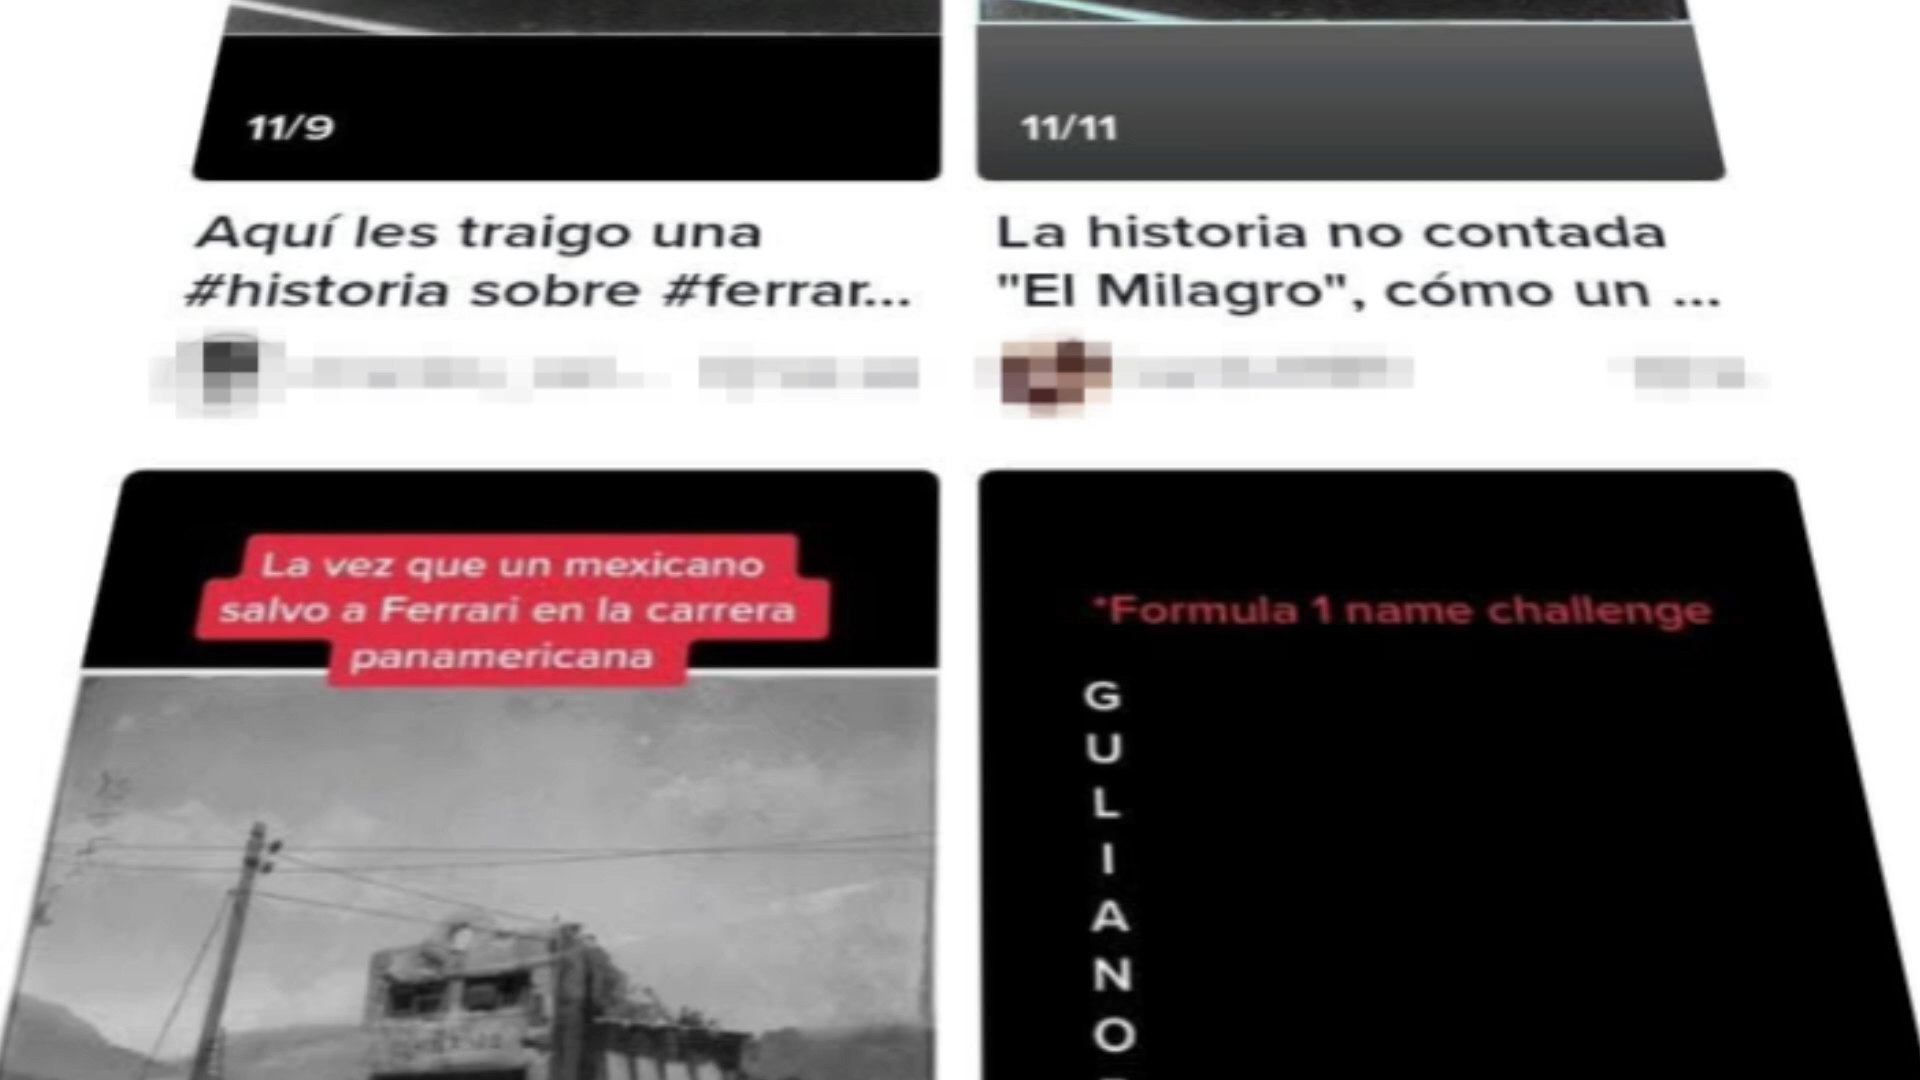 11/9
11/11
Aquí les traigo una
#historia sobre #ferrar...
La historia no contada
"El Milagro", cómo un ...
La vez que un mexicano
salvo a Ferrari en la carrera
panamericana
*Formula 1 name challenge
G
U
L
I
A
N
O